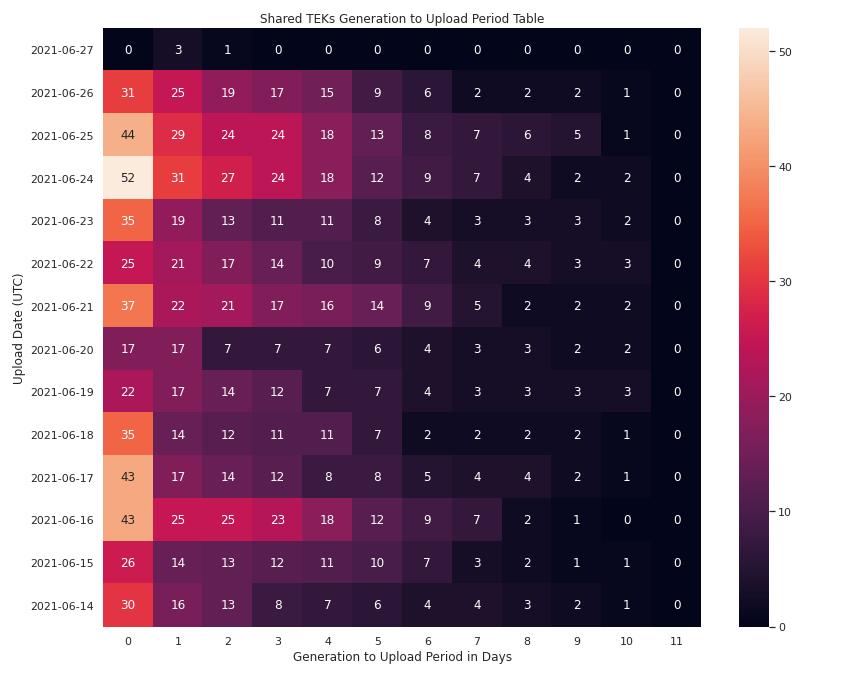 Shared TEKs Generation to Upload Period Table
Upload Date (UTC)
2021-06-27 0 3 1 0 0 0 0 0 0 0 0 0
2021-06-26 31 25 19 17 15 9 6 2 2 2 1 0
2021-06-25 44 29 24 24 18 13 8 7 6 5 1 0
2021-06-24 52 31 27 24 18 12 9 7 4 2 2 0
2021-06-23 35 19 13 11 11 8 4 3 3 3 2 0
2021-06-22 25 21 17 14 10 9 7 4 4 3 3 0
2021-06-21 37 22 21 17 16 14 9 5 2 2 2 0
2021-06-20 17 17 7 7 7 6 4 3 3 2 2 0
2021-06-19 22 17 14 12 7 7 4 3 3 3 3 0
2021-06-18 35 14 12 11 11 7 2 2 2 2 1 0
2021-06-17 43 17 14 12 8 8 5 4 4 2 1 0
2021-06-16 43 25 25 23 18 12 9 7 2 1 0 0
2021-06-15 26 14 13 12 11 10 7 3 2 1 1 0
2021-06-14 30 16 13 8 7 6 4 4 3 2 1 0
0 1 2 3 4 5 6 7 8 9 10 11
Generation to Upload Period in Days
50
40
30
20
10
0